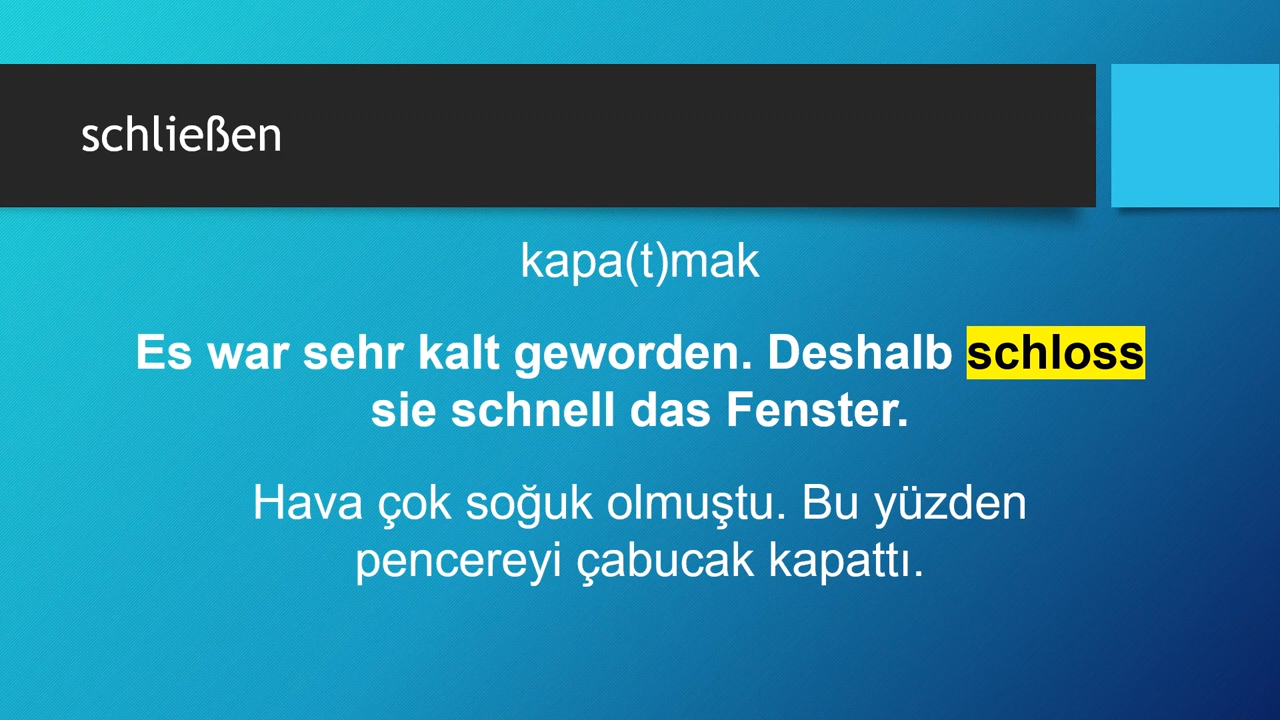 schließen
kapa(t)mak
Es war sehr kalt geworden. Deshalb schloss
sie schnell das Fenster.
Hava çok soğuk olmuştu. Bu yüzden
pencereyi çabucak kapattı.